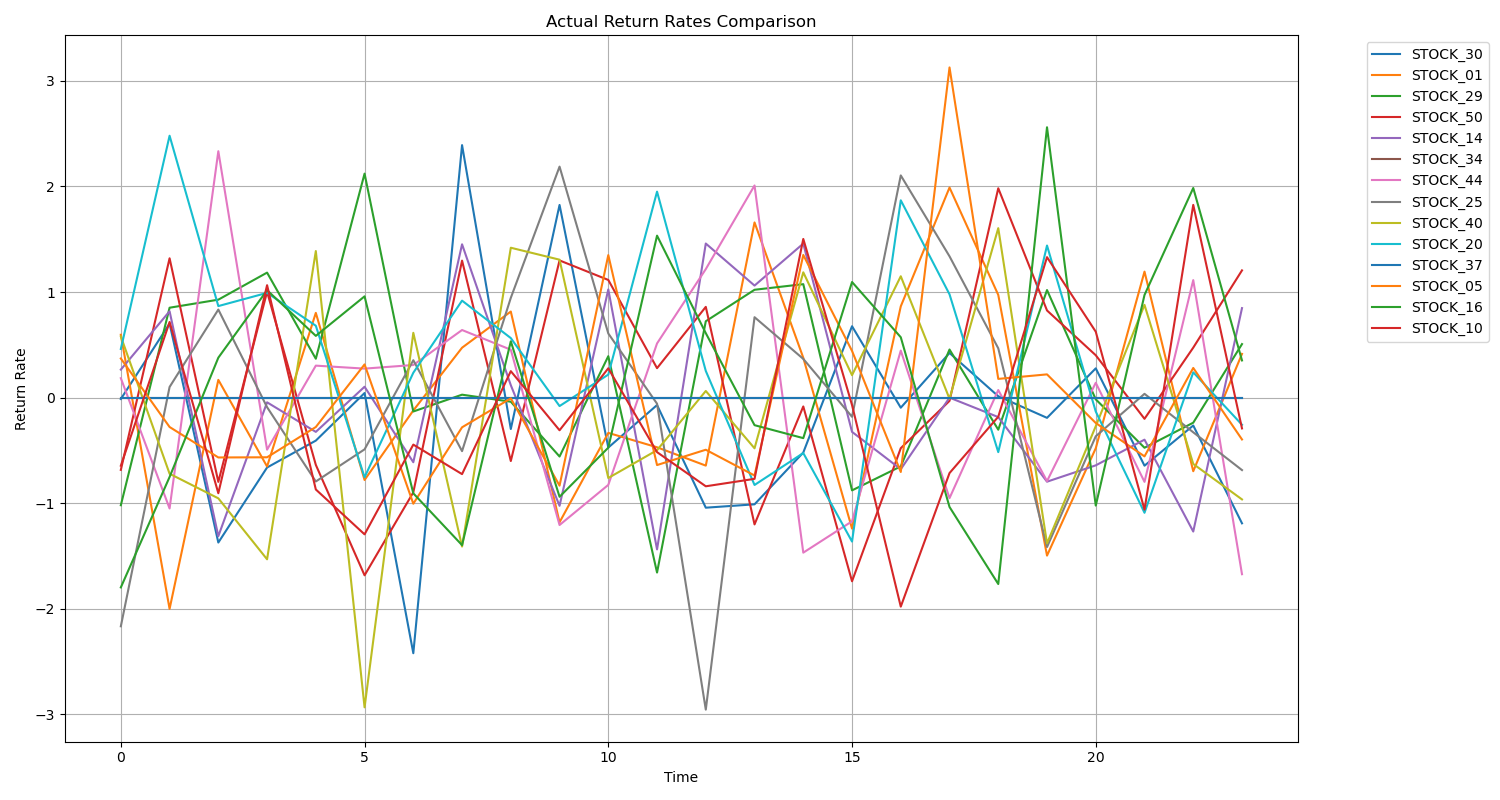 Actual Return Rates Comparison
Return Rate
3
2
1
0
−1
−2
−3
0 5 10 15 20
Time
STOCK_30
STOCK_01
STOCK_29
STOCK_50
STOCK_14
STOCK_34
STOCK_44
STOCK_25
STOCK_40
STOCK_20
STOCK_37
STOCK_05
STOCK_16
STOCK_10